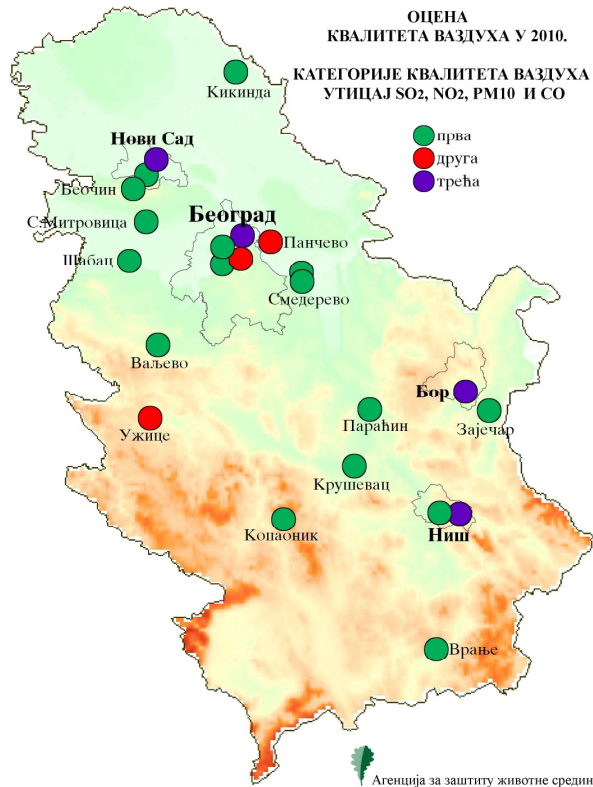 ОЦЕНА
КВАЛИТЕТА ВАЗДУХА У 2010.
КАТЕГОРИЈЕ КВАЛИТЕТА ВАЗДУХА
УТИЦАЈ SO2, NO2, PM10 И CO
прва
друга
трећа
Кикинда
Нови Сад
Беочин
С.Митровица
Београд
Панчево
Шабац
Смедерево
Ваљево
Бор
Ужице
Параћин
Зајечар
Крушевац
Копаоник
Ниш
Врање
Агенција за заштиту животне средин